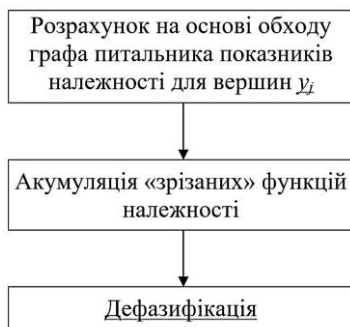 Розрахунок на основі обходу
графа питальника показників
належності для вершин yj
Акумуляція «зрізаних» функцій
належності
Дефазифікація